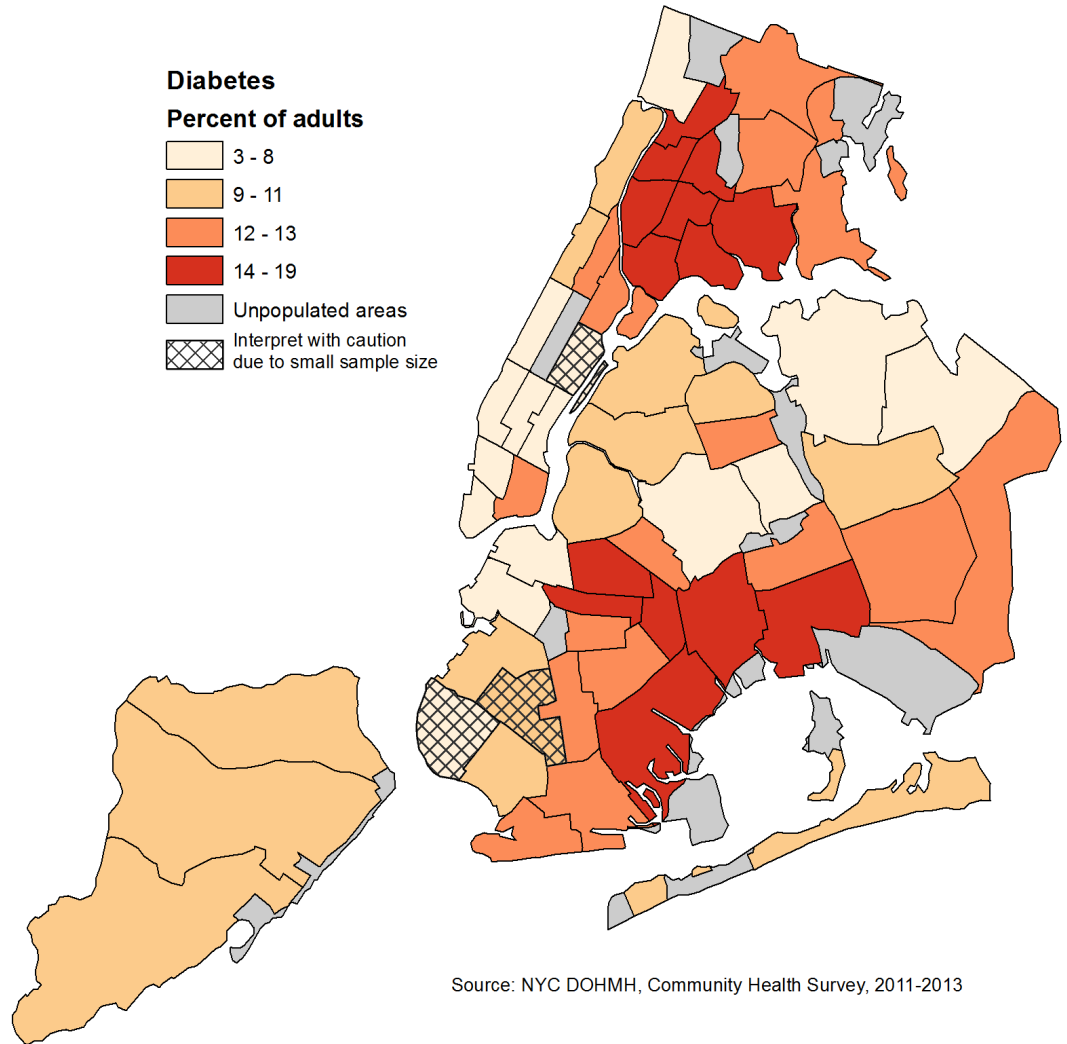 Diabetes
Percent of adults
3 - 8
9 - 11
12 - 13
14 - 19
Unpopulated areas
Interpret with caution
due to small sample size
Source: NYC DOHMH, Community Health Survey, 2011-2013